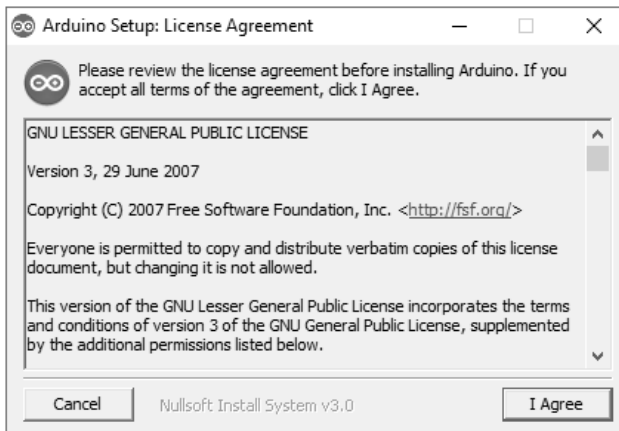 Arduino Setup: License Agreement
Please review the license agreement before installing Arduino. If you
accept all terms of the agreement, click I Agree.
GNU LESSER GENERAL PUBLIC LICENSE
Version 3, 29 June 2007
Copyright (C) 2007 Free Software Foundation, Inc. <http://fsf.org/>
Everyone is permitted to copy and distribute verbatim copies of this license
document, but changing it is not allowed.
This version of the GNU Lesser General Public License incorporates the terms
and conditions of version 3 of the GNU General Public License, supplemented
by the additional permissions listed below.
Cancel Nullsoft Install System v3.0 I Agree